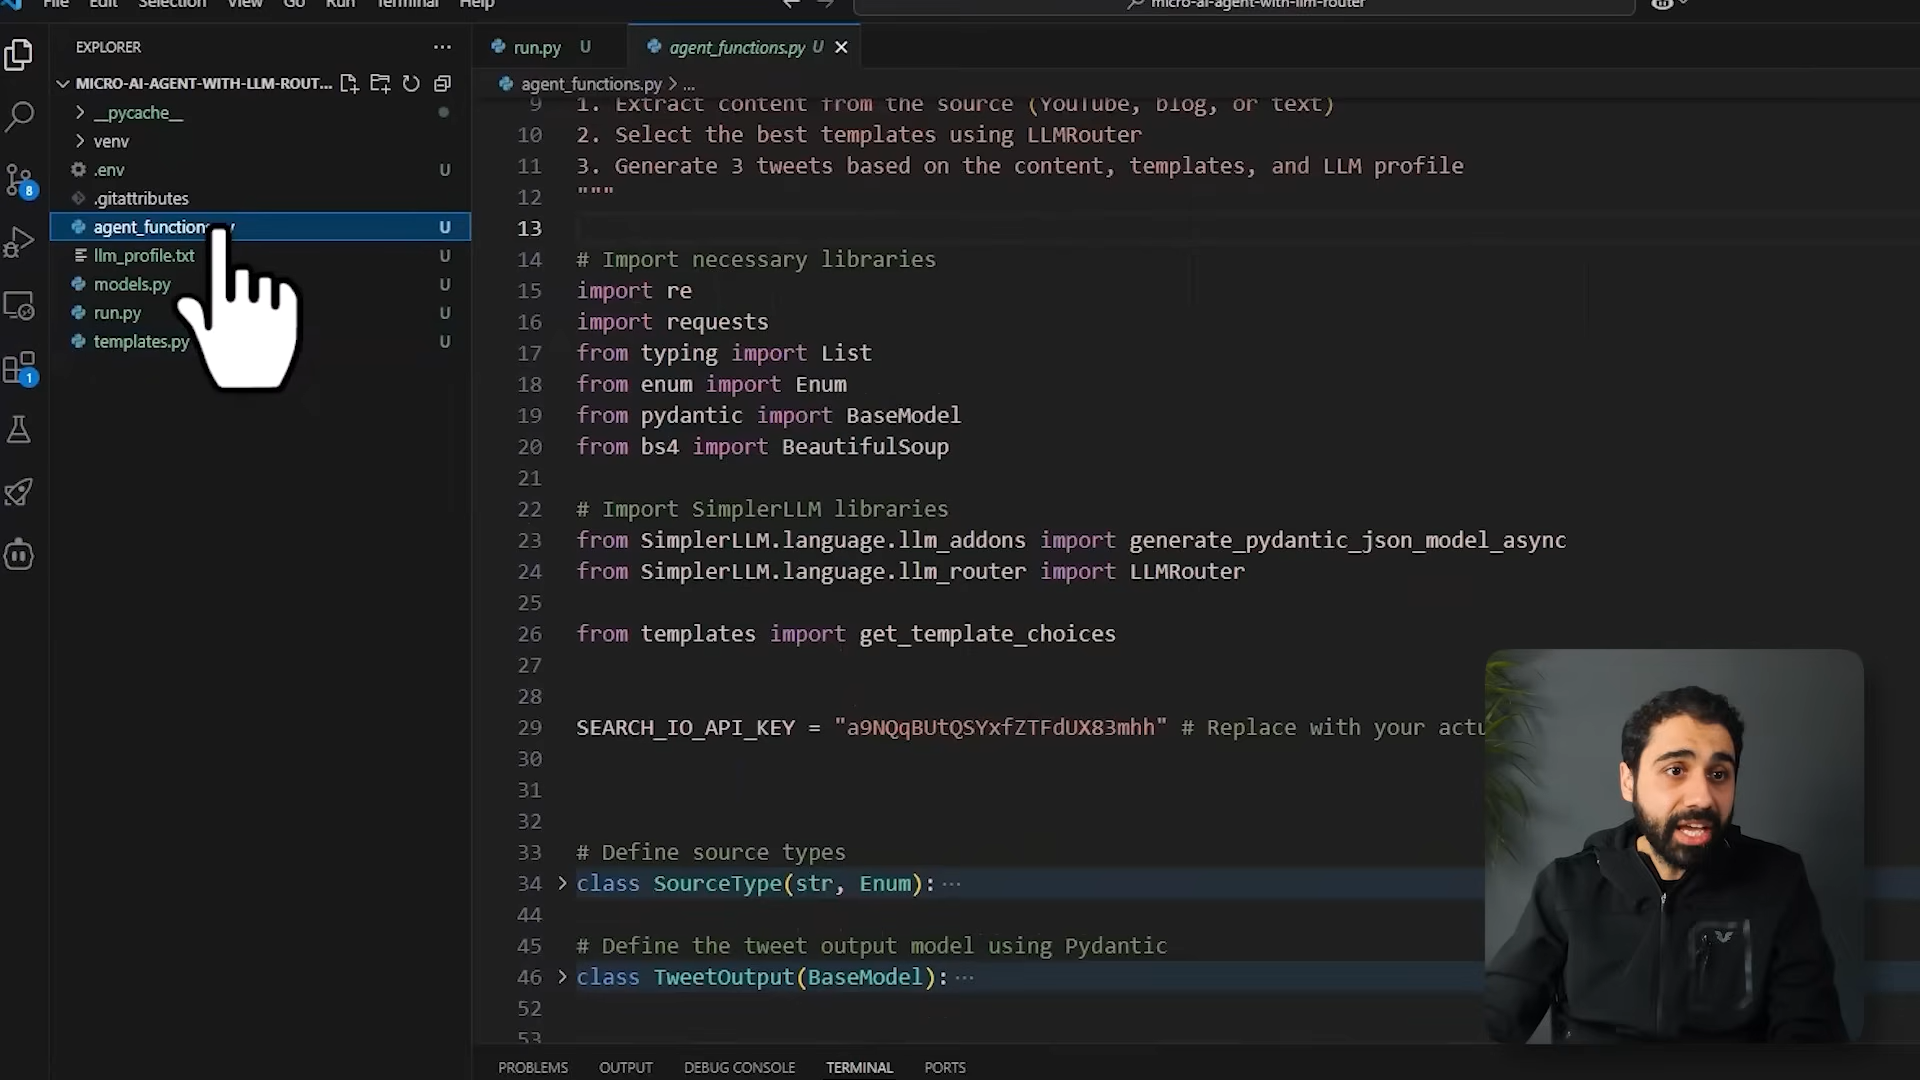 File Edit Selection View Go Run Terminal Help
micro-ai-agent-with-llm-router
EXPLORER
MICRO-AI-AGENT-WITH-LLM-ROUT...
__pycache__
venv
.env U
.gitattributes
agent_function U
llm_profile.txt U
models.py U
run.py U
templates.py U
8
1
run.py U
agent_functions.py U
agent_functions.py > ...
9 1. Extract content from the source (YouTube, blog, or text)
10 2. Select the best templates using LLMRouter
11 3. Generate 3 tweets based on the content, templates, and LLM profile
12 """
13
14 # Import necessary libraries
15 import re
16 import requests
17 from typing import List
18 from enum import Enum
19 from pydantic import BaseModel
20 from bs4 import BeautifulSoup
21
22 # Import SimplerLLM libraries
23 from SimplerLLM.language.llm_addons import generate_pydantic_json_model_async
24 from SimplerLLM.language.llm_router import LLMRouter
25
26 from templates import get_template_choices
27
28
29 SEARCH_IO_API_KEY = "a9NQqBUtQSYxfZTFdUX83mhh" # Replace with your actu
30
31
32
33 # Define source types
34 class SourceType(str, Enum): ...
44
45 # Define the tweet output model using Pydantic
46 class TweetOutput(BaseModel): ...
52
53
PROBLEMS OUTPUT DEBUG CONSOLE TERMINAL PORTS